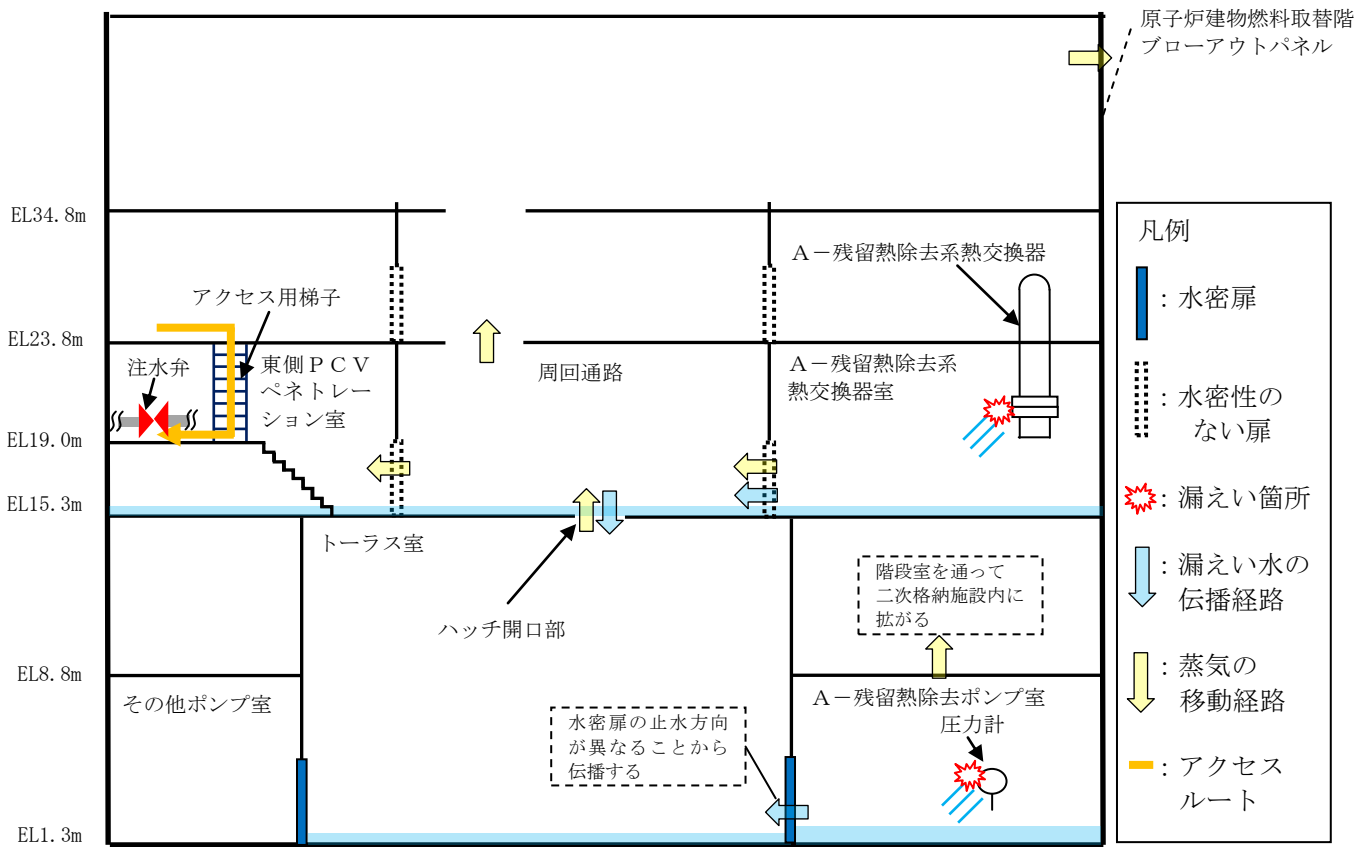 原子炉建物燃料取替階
ブローアウトパネル
EL34.8m
EL23.8m
EL19.0m
EL15.3m
EL8.8m
EL1.3m
A-残留熱除去系熱交換器
アクセス用梯子
注水弁
東側PCV
ペネトレー
ション室
周回通路
A-残留熱除去系
熱交換器室
トーラス室
ハッチ開口部
階段室を通って
二次格納施設内に
拡がる
その他ポンプ室
水密扉の止水方向
が異なることから
伝播する
A-残留熱除去ポンプ室
圧力計
凡例
:水密扉
:水密性の
ない扉
:漏えい箇所
:漏えい水の
伝播経路
:蒸気の
移動経路
:アクセス
ルート